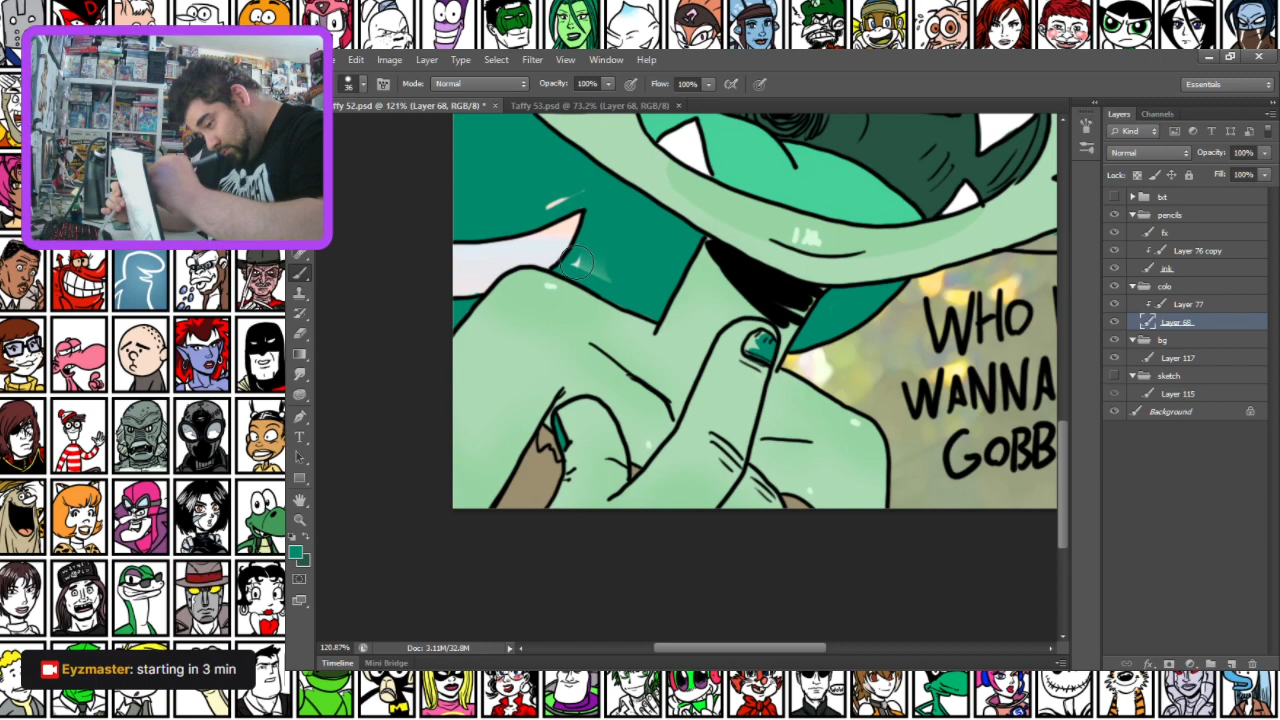 Edit Image Layer Type Select Filter View Window Help
36 Mode: Normal Opacity: 100% Flow: 100% Essentials
Taffy 52.psd @ 121% (Layer 68, RGB/8) * × Taffy 53.psd @ 73.2% (Layer 68, RGB/8) ×
Layers Channels
Kind
Normal Opacity: 100%
Lock: Fill: 100%
txt
pencils
fx
Layer 76 copy
ink
colo
Layer 77
Layer 68
bg
Layer 117
sketch
Layer 115
Background
WHO
WANNA
GOBB
120.87% Doc: 3.11M/32.8M
Timeline Mini Bridge
Eyzmaster: starting in 3 min